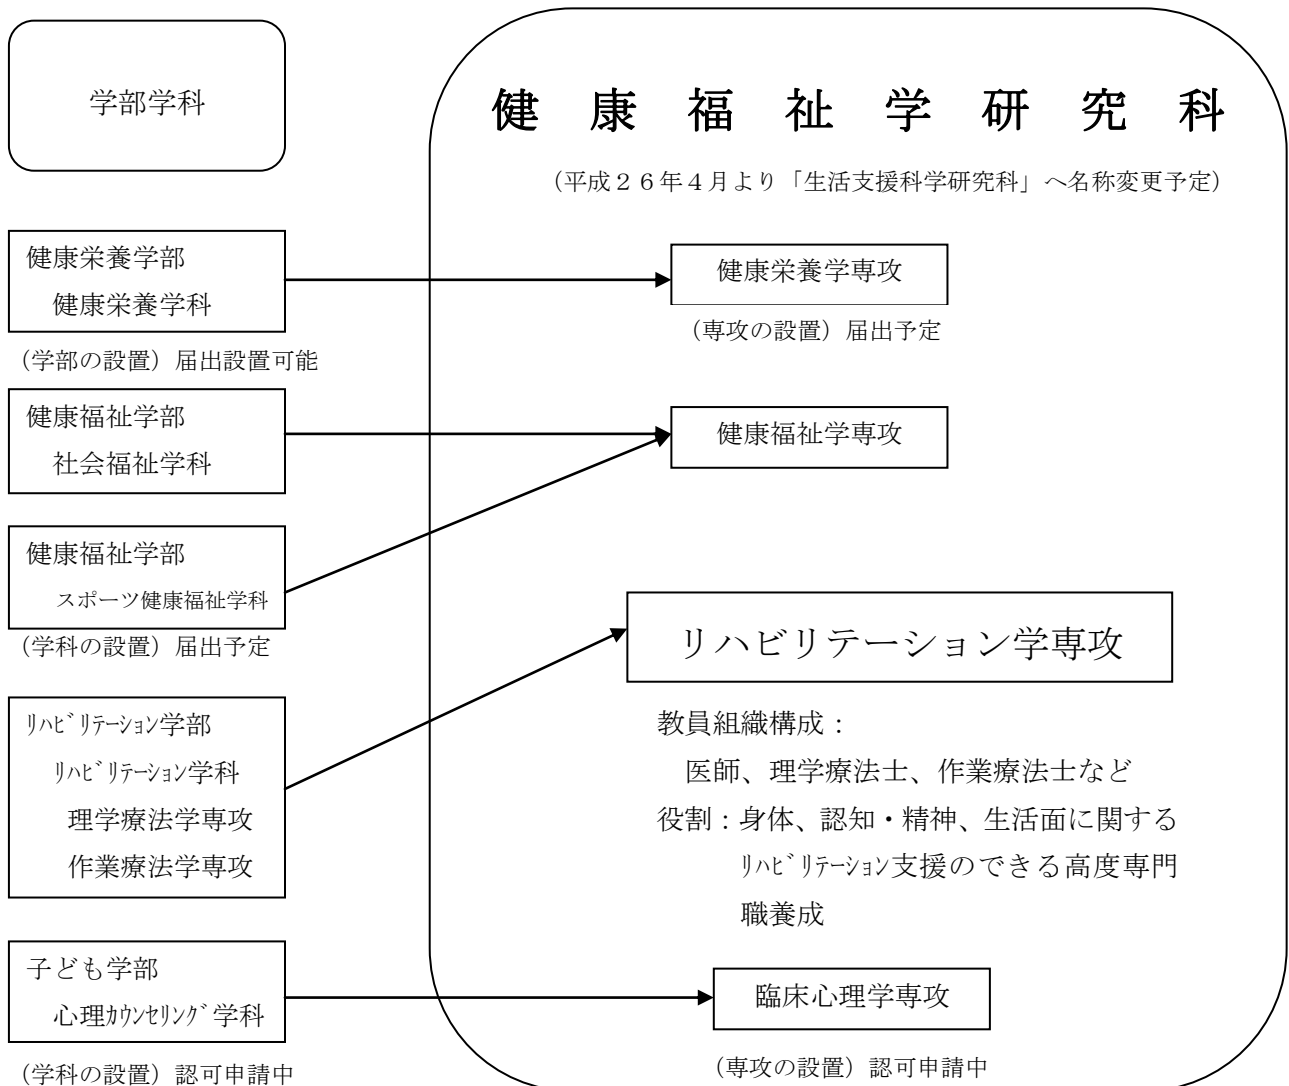 学部学科
健康福祉学研究科
（平成２６年４月より「生活支援科学研究科」へ名称変更予定）
健康栄養学部
健康栄養学科
（学部の設置）届出設置可能
健康栄養学専攻
（専攻の設置）届出予定
健康福祉学部
社会福祉学科
健康福祉学専攻
健康福祉学部
スポーツ健康福祉学科
（学科の設置）届出予定
ﾘﾊﾋﾞﾘﾃｰｼｮﾝ学部
ﾘﾊﾋﾞﾘﾃｰｼｮﾝ学科
理学療法学専攻
作業療法学専攻
リハビリテーション学専攻
教員組織構成：
医師、理学療法士、作業療法士など
役割：身体、認知・精神、生活面に関する
ﾘﾊﾋﾞﾘﾃｰｼｮﾝ支援のできる高度専門
職養成
子ども学部
心理ｶｳﾝｾﾘﾝｸﾞ学科
（学科の設置）認可申請中
臨床心理学専攻
（専攻の設置）認可申請中